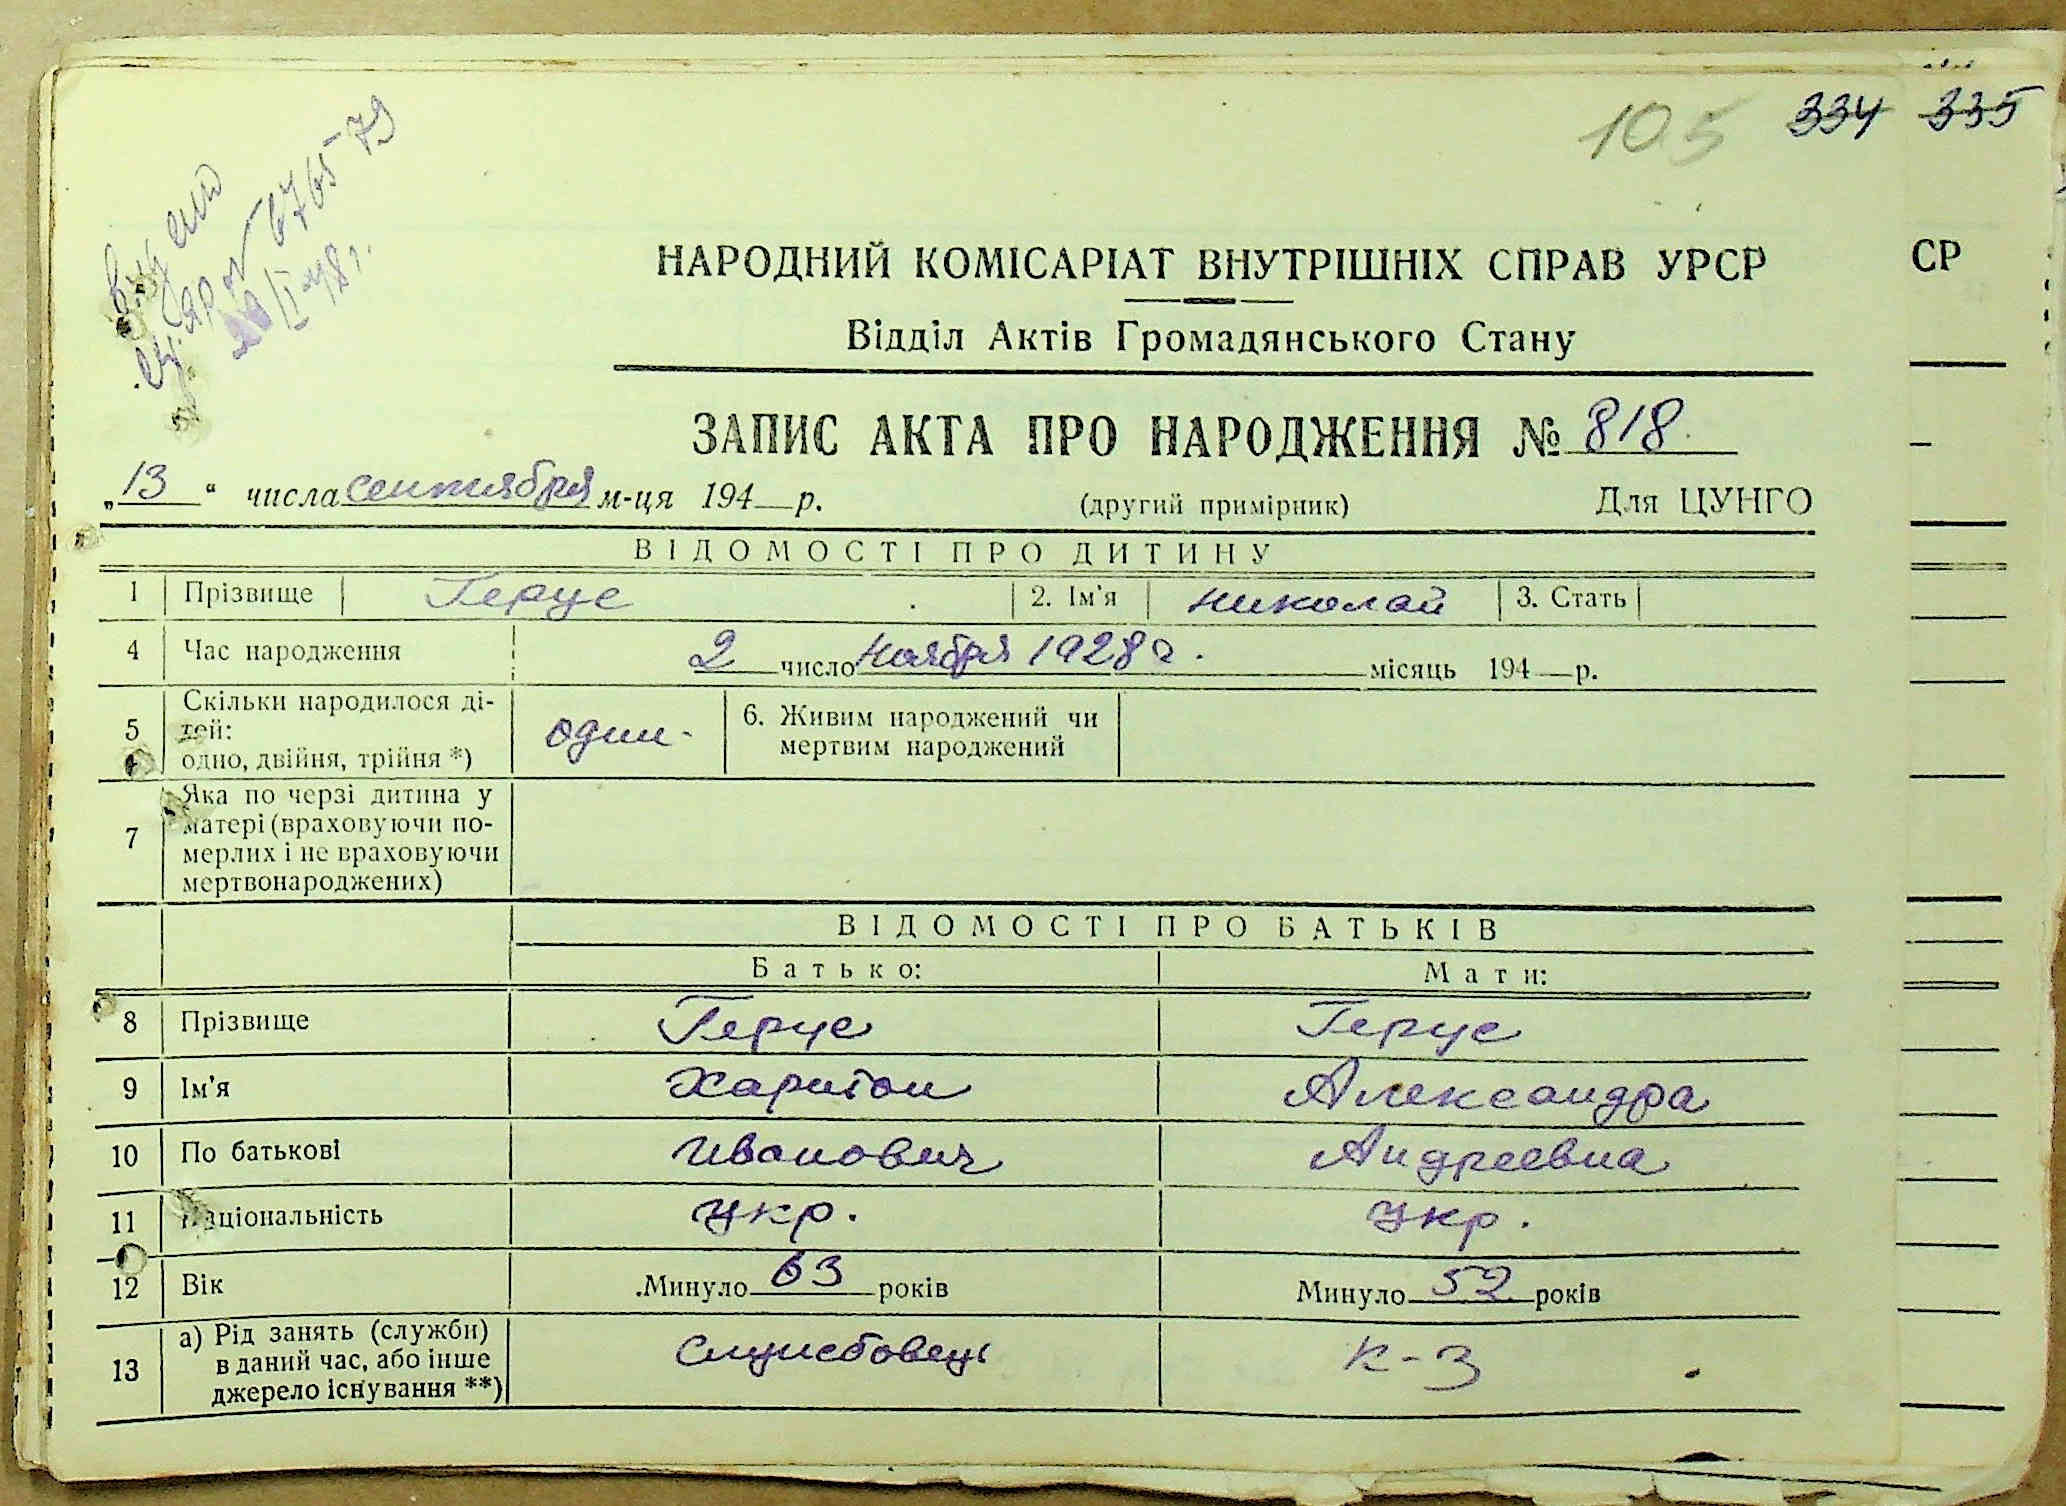 105 334 335
6765 79
48 г.
НАРОДНИЙ КОМІСАРІАТ ВНУТРІШНІХ СПРАВ УРСР
СР
Відділ Актів Громадянського Стану
ЗАПИС АКТА ПРО НАРОДЖЕННЯ № 818
„13“ числа сентября м-ця 194 р. (другий примірник) Для ЦУНГО
ВІДОМОСТІ ПРО ДИТИНУ
1 Прізвище Герус 2. Ім'я Николай 3. Стать
4 Час народження 2 число Ноября 1928 г. місяць 194 р.
5 Скільки народилося дітей: одно, двійня, трійня *) один - 6. Живим народжений чи мертвим народжений
7 Яка по черзі дитина у матері (враховуючи померлих і не враховуючи мертвонароджених)
ВІДОМОСТІ ПРО БАТЬКІВ
Батько: Мати:
8 Прізвище Герус Герус
9 Ім'я Харитон Александра
10 По батькові Иванович Андреевна
11 Національність Укр. Укр.
12 Вік Минуло 63 років Минуло 52 років
13 а) Рід занять (служби) в даний час, або інше джерело існування **) Службовець К-З